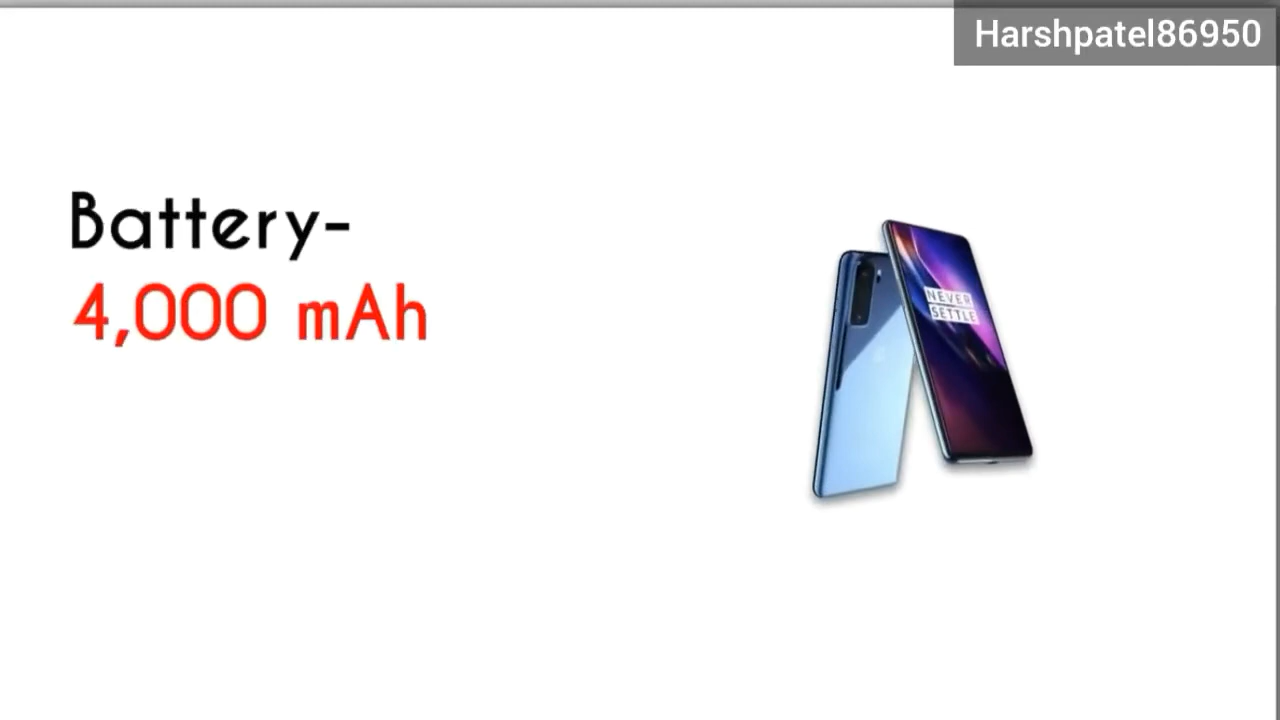 Harshpatel86950
Battery-
4,000 mAh
NEVER
SETTLE